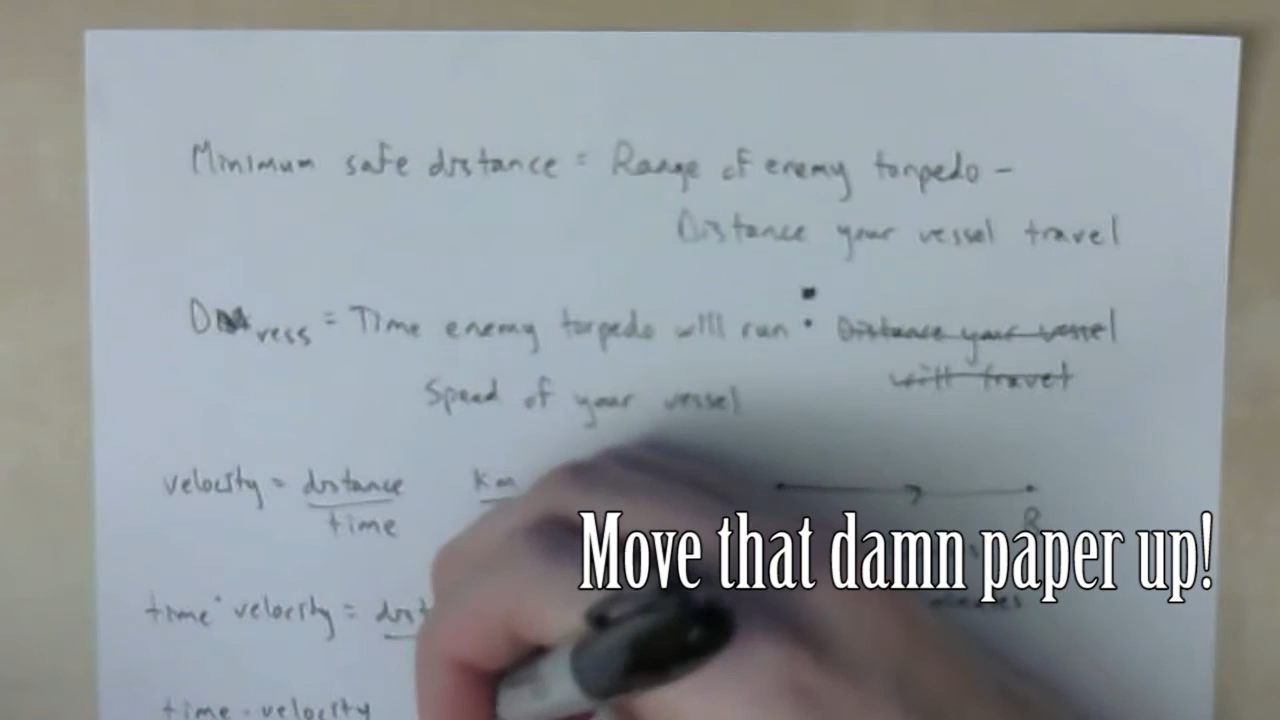 Minimum safe distance = Range of enemy torpedo -
Distance your vessel travel
D vess = Time enemy torpedo will run · Distance your vessel
will travel
Speed of your vessel
velocity = distance
time
km
R
Move that damn paper up!
time · velocity =
time · velocity